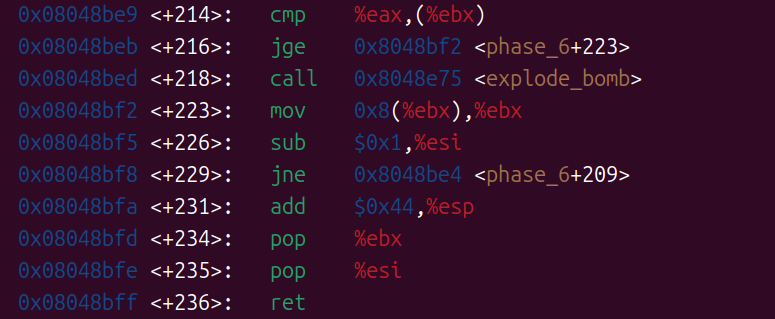 0x08048be9 <+214>: cmp %eax,(%ebx)
0x08048beb <+216>: jge 0x8048bf2 <phase_6+223>
0x08048bed <+218>: call 0x8048e75 <explode_bomb>
0x08048bf2 <+223>: mov 0x8(%ebx),%ebx
0x08048bf5 <+226>: sub $0x1,%esi
0x08048bf8 <+229>: jne 0x8048be4 <phase_6+209>
0x08048bfa <+231>: add $0x44,%esp
0x08048bfd <+234>: pop %ebx
0x08048bfe <+235>: pop %esi
0x08048bff <+236>: ret